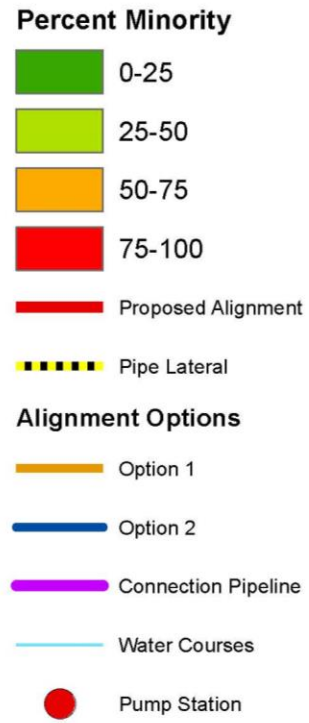 Percent Minority
0-25
25-50
50-75
75-100
Proposed Alignment
Pipe Lateral
Alignment Options
Option 1
Option 2
Connection Pipeline
Water Courses
Pump Station